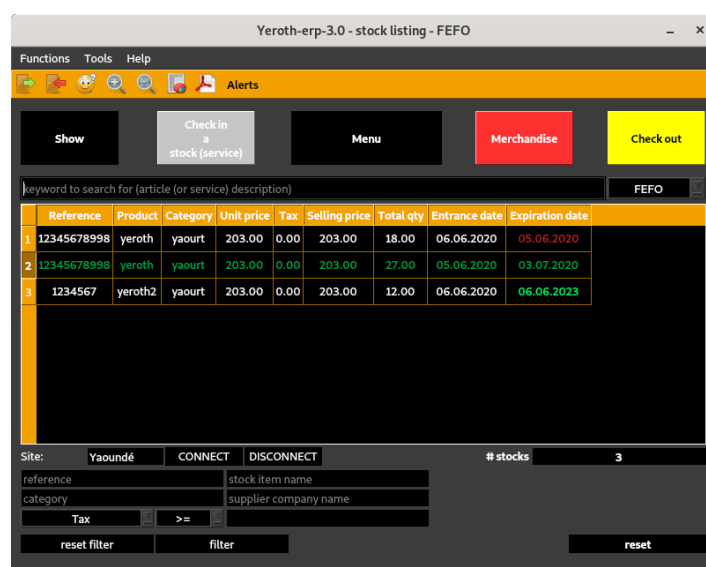 Yeroth-erp-3.0 - stock listing - FEFO
Functions Tools Help
Alerts
Show
Check in
a
stock (service)
Menu
Merchandise
Check out
keyword to search for (article (or service) description)
FEFO
Reference Product Category Unit price Tax Selling price Total qty Entrance date Expiration date
1 12345678998 yeroth yaourt 203.00 0.00 203.00 18.00 06.06.2020 05.06.2020
2 12345678998 yeroth yaourt 203.00 0.00 203.00 27.00 05.06.2020 03.07.2020
3 1234567 yeroth2 yaourt 203.00 0.00 203.00 12.00 06.06.2020 06.06.2023
Site: Yaoundé CONNECT DISCONNECT # stocks 3
reference stock item name
category supplier company name
Tax >=
reset filter filter reset